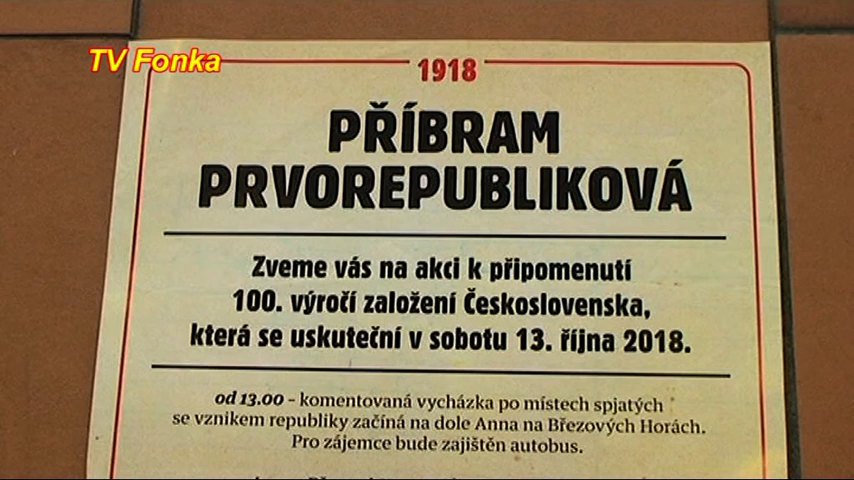 TV Fonka
1918
PŘÍBRAM
PRVOREPUBLIKOVÁ
Zveme vás na akci k připomenutí
100. výročí založení Československa,
která se uskuteční v sobotu 13. října 2018.
od 13.00 – komentovaná vycházka po místech spjatých
se vznikem republiky začíná na dole Anna na Březových Horách.
Pro zájemce bude zajištěn autobus.